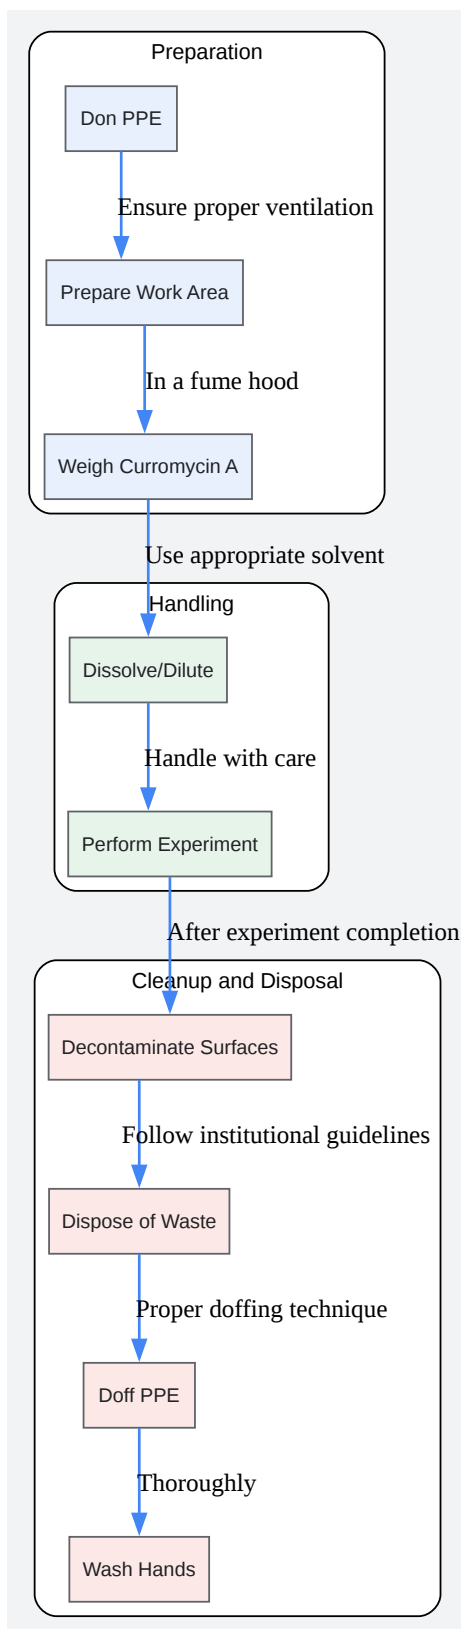 Preparation
Don PPE
Ensure proper ventilation
Prepare Work Area
In a fume hood
Weigh Curromycin A
Use appropriate solvent
Handling
Dissolve/Dilute
Handle with care
Perform Experiment
After experiment completion
Cleanup and Disposal
Decontaminate Surfaces
Follow institutional guidelines
Dispose of Waste
Proper doffing technique
Doff PPE
Thoroughly
Wash Hands